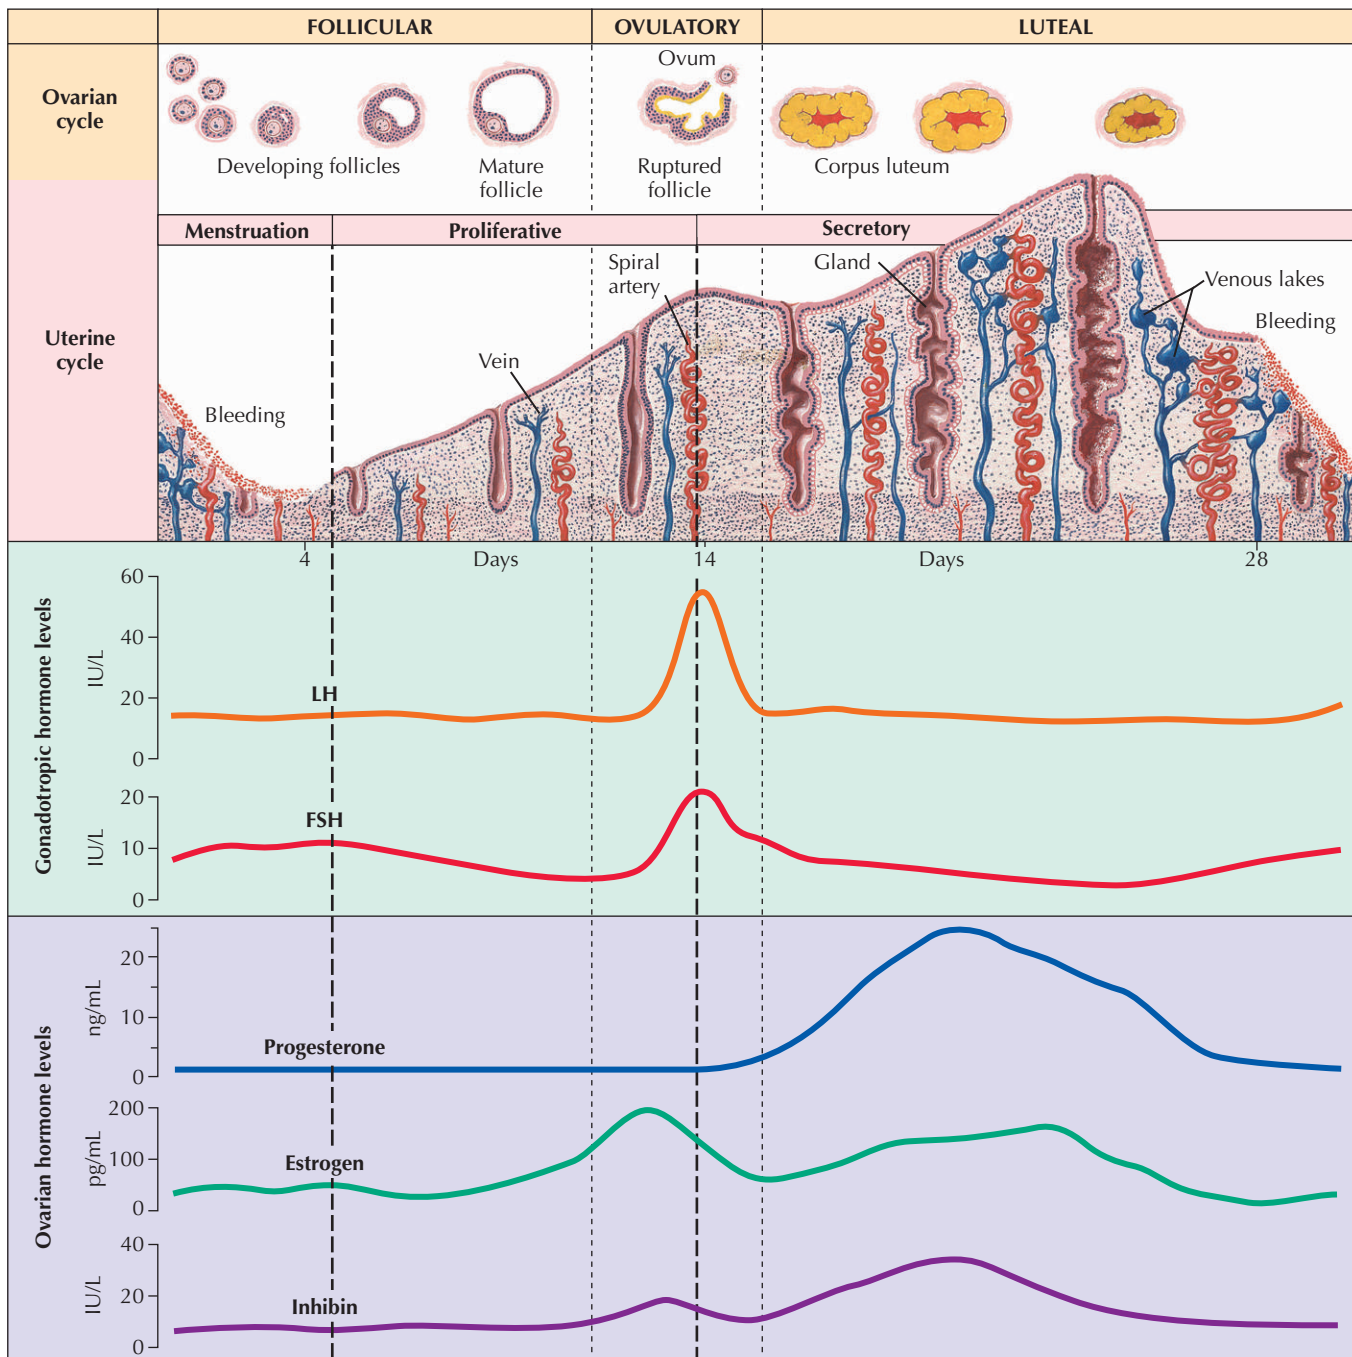 FOLLICULAR
OVULATORY
LUTEAL
Ovarian
cycle
Ovum
Developing follicles
Mature
follicle
Ruptured
follicle
Corpus luteum
Uterine
cycle
Menstruation
Proliferative
Secretory
Bleeding
Vein
Spiral
artery
Gland
Venous lakes
Bleeding
4
Days
14
Days
28
Gonadotropic hormone levels
IU/L
60
40
20
0
LH
IU/L
20
10
0
FSH
Ovarian hormone levels
ng/mL
20
10
0
Progesterone
pg/mL
200
100
0
Estrogen
IU/L
40
20
0
Inhibin